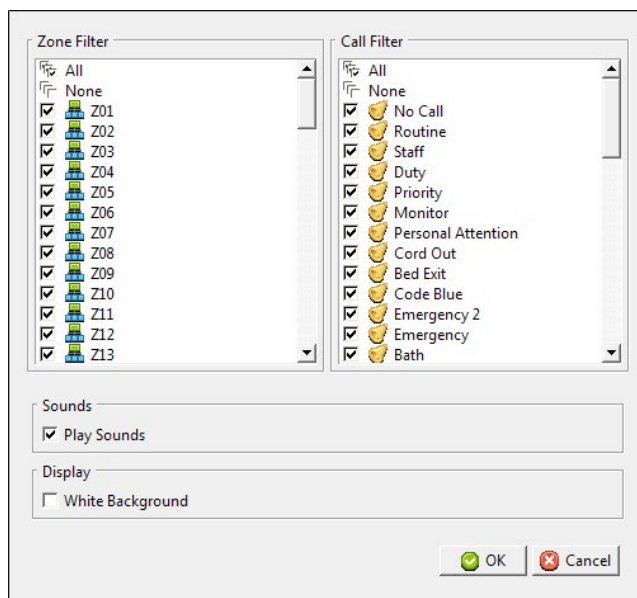 Zone Filter
All
None
Z01
Z02
Z03
Z04
Z05
Z06
Z07
Z08
Z09
Z10
Z11
Z12
Z13
Call Filter
All
None
No Call
Routine
Staff
Duty
Priority
Monitor
Personal Attention
Cord Out
Bed Exit
Code Blue
Emergency 2
Emergency
Bath
Sounds
Play Sounds
Display
White Background
OK
Cancel